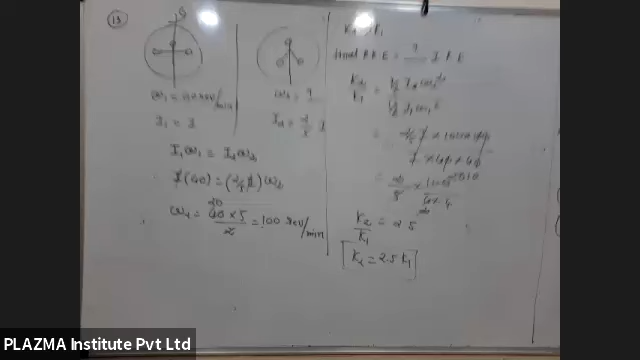 13
ω₁ = 40 rev/min
I₁ = I
I₁ω₁ = I₂ω₂
I(40) = (2/5 I) ω₂
ω₂ = 40 × 5 / 2 = 100 rev/min
20
ω₂ = ?
I₂ = 2/5 I
K₂ K₁
K₂/K₁ = ½ I₂ω₂² / ½ I₁ω₁²
K₂/K₁ = 2.5
K₂ = 2.5 K₁
PLAZMA Institute Pvt Ltd